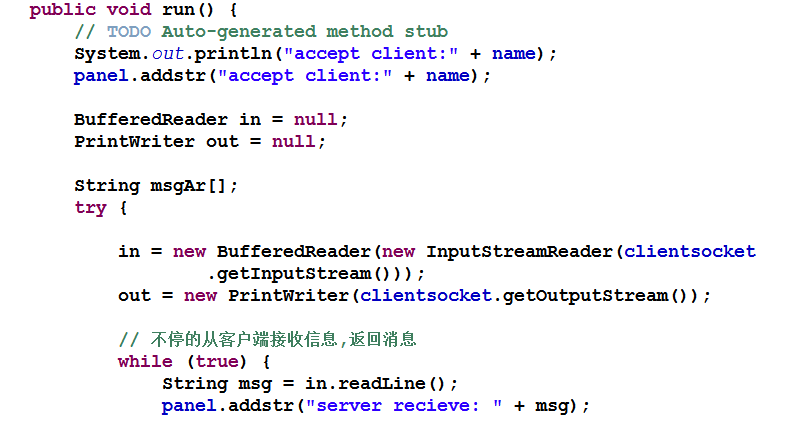 public void run() {
// TODO Auto-generated method stub
System.out.println("accept client:" + name);
panel.addstr("accept client:" + name);
BufferedReader in = null;
PrintWriter out = null;
String msgAr[];
try {
in = new BufferedReader(new InputStreamReader(clientsocket
.getInputStream()));
out = new PrintWriter(clientsocket.getOutputStream());
// 不停的从客户端接收信息,返回消息
while (true) {
String msg = in.readLine();
panel.addstr("server recieve: " + msg);